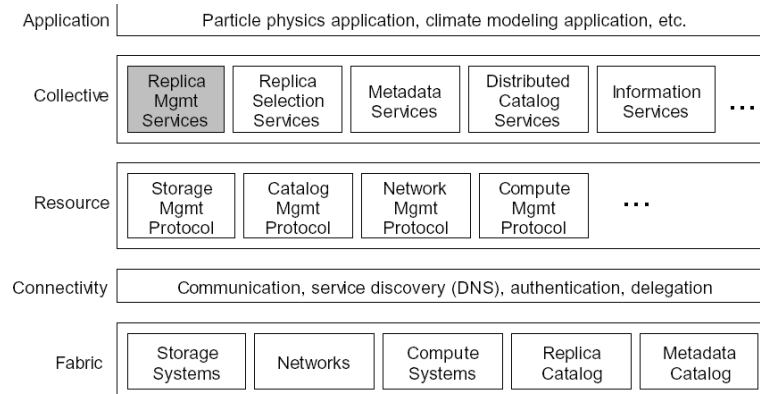 Application
Particle physics application, climate modeling application, etc.
Collective
Replica
Mgmt
Services
Replica
Selection
Services
Metadata
Services
Distributed
Catalog
Services
Information
Services
...
Resource
Storage
Mgmt
Protocol
Catalog
Mgmt
Protocol
Network
Mgmt
Protocol
Compute
Mgmt
Protocol
...
Connectivity
Communication, service discovery (DNS), authentication, delegation
Fabric
Storage
Systems
Networks
Compute
Systems
Replica
Catalog
Metadata
Catalog